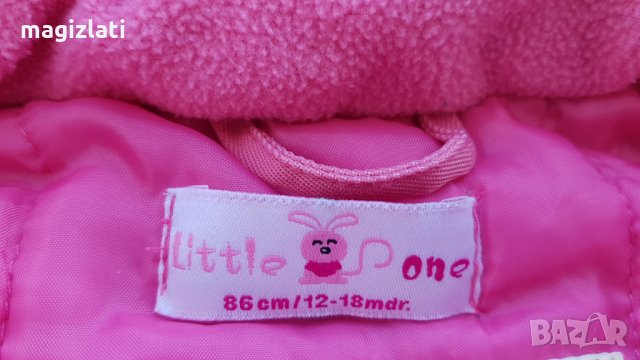 magizlati
Little one
86 cm/12-18mdr.
BAZAR